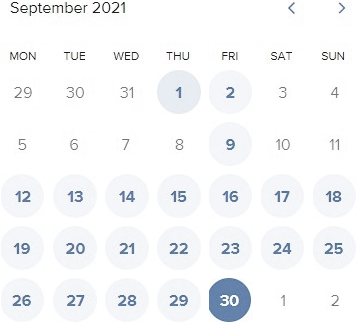 September 2021
MON TUE WED THU FRI SAT SUN
29 30 31 1 2 3 4
5 6 7 8 9 10 11
12 13 14 15 16 17 18
19 20 21 22 23 24 25
26 27 28 29 30 1 2